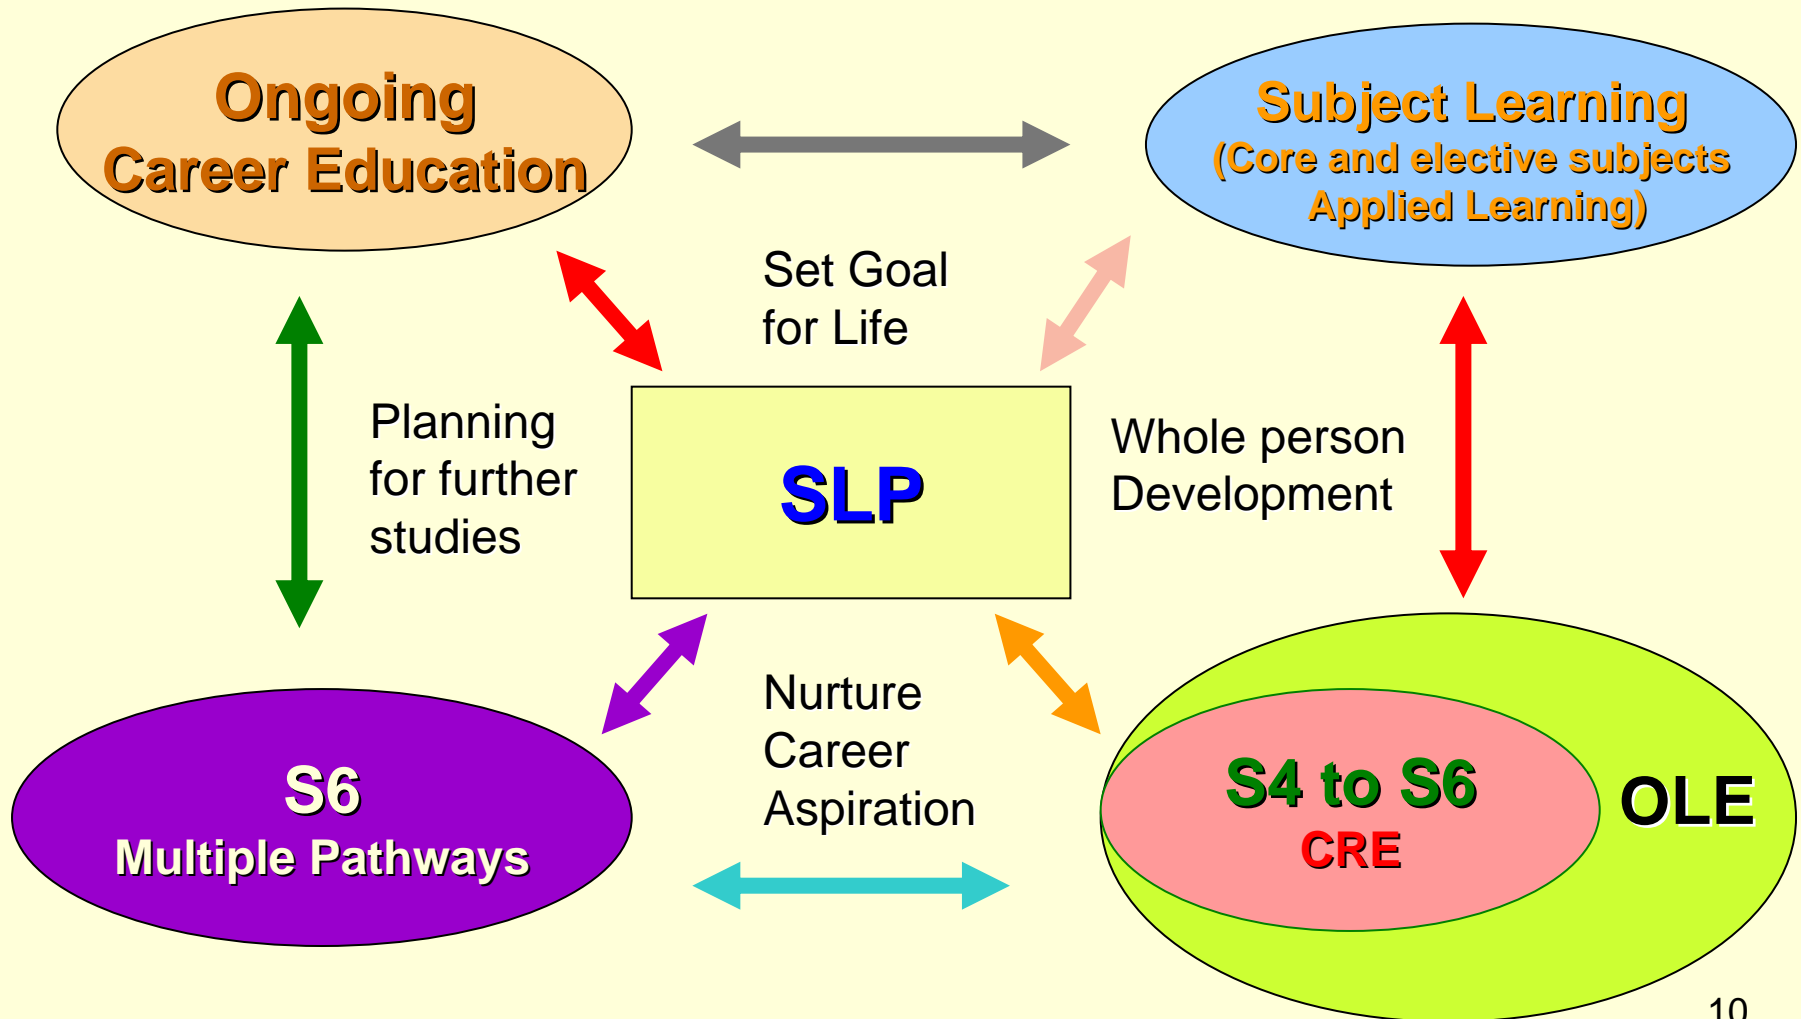 Ongoing
Career Education
Subject Learning
(Core and elective subjects
Applied Learning)
Set Goal
for Life
Planning
for further
studies
SLP
Whole person
Development
Nurture
Career
Aspiration
S6
Multiple Pathways
S4 to S6
CRE
OLE
10